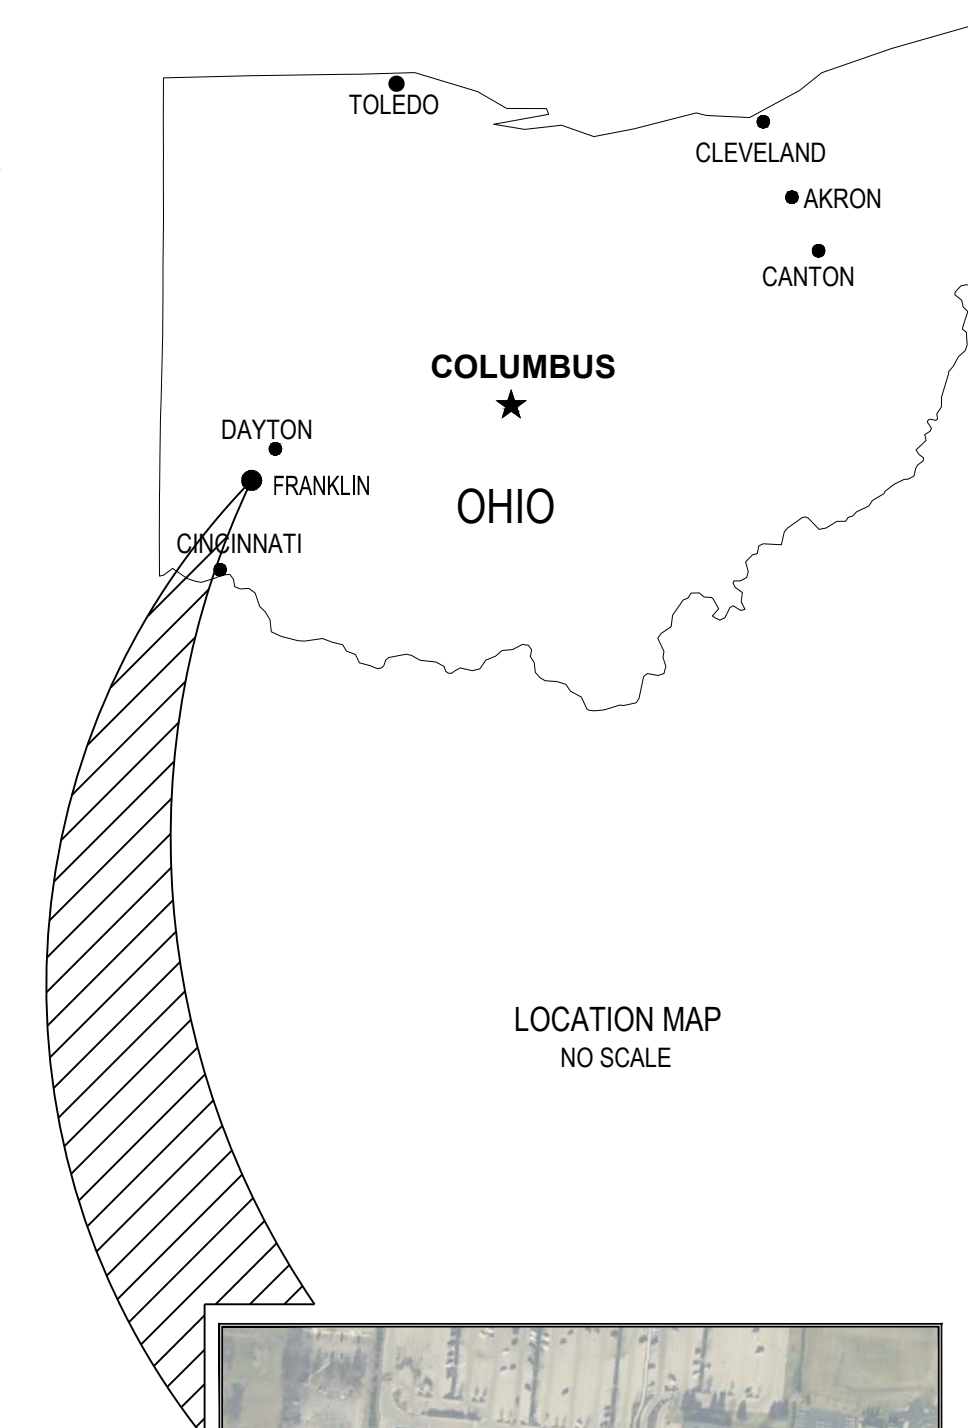 TOLEDO
CLEVELAND
AKRON
CANTON
COLUMBUS
DAYTON
FRANKLIN
OHIO
CINCINNATI
LOCATION MAP
NO SCALE